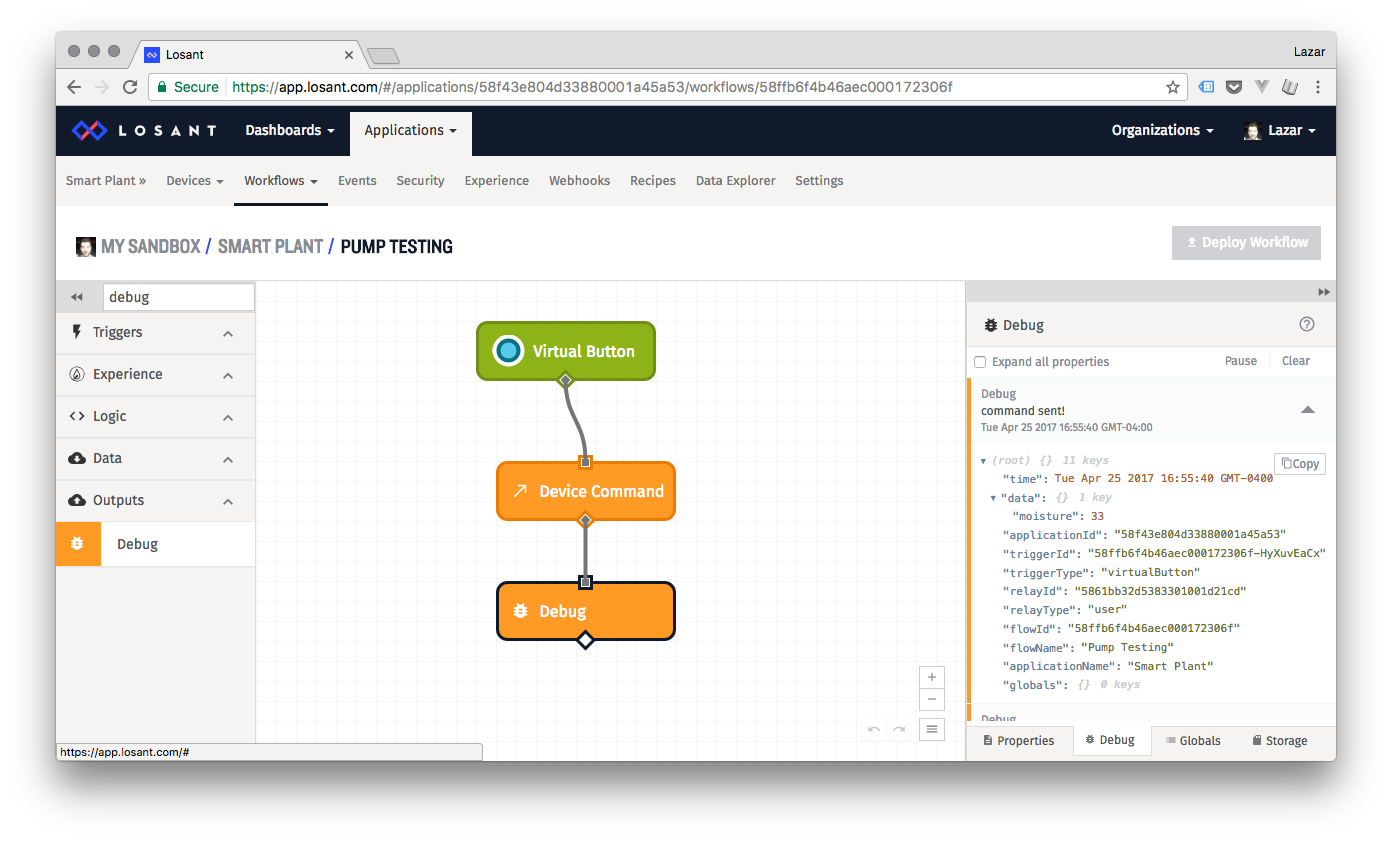 Losant
Lazar
Secure https://app.losant.com/#/applications/58f43e804d33880001a45a53/workflows/58ffb6f4b46aec000172306f
LOSANT Dashboards Applications Organizations Lazar
Smart Plant » Devices Workflows Events Security Experience Webhooks Recipes Data Explorer Settings
MY SANDBOX / SMART PLANT / PUMP TESTING
Deploy Workflow
debug
Triggers
Experience
Logic
Data
Outputs
Debug
Virtual Button
Device Command
Debug
Debug
Expand all properties Pause Clear
Debug
command sent!
Tue Apr 25 2017 16:55:40 GMT-04:00
(root) {} 11 keys
Copy
"time": Tue Apr 25 2017 16:55:40 GMT-0400
"data": {} 1 key
"moisture": 33
"applicationId": "58f43e804d33880001a45a53"
"triggerId": "58ffb6f4b46aec000172306f-HyXuvEaCx"
"triggerType": "virtualButton"
"relayId": "5861bb32d5383301001d21cd"
"relayType": "user"
"flowId": "58ffb6f4b46aec000172306f"
"flowName": "Pump Testing"
"applicationName": "Smart Plant"
"globals": {} 0 keys
Debug
Properties Debug Globals Storage
https://app.losant.com/#